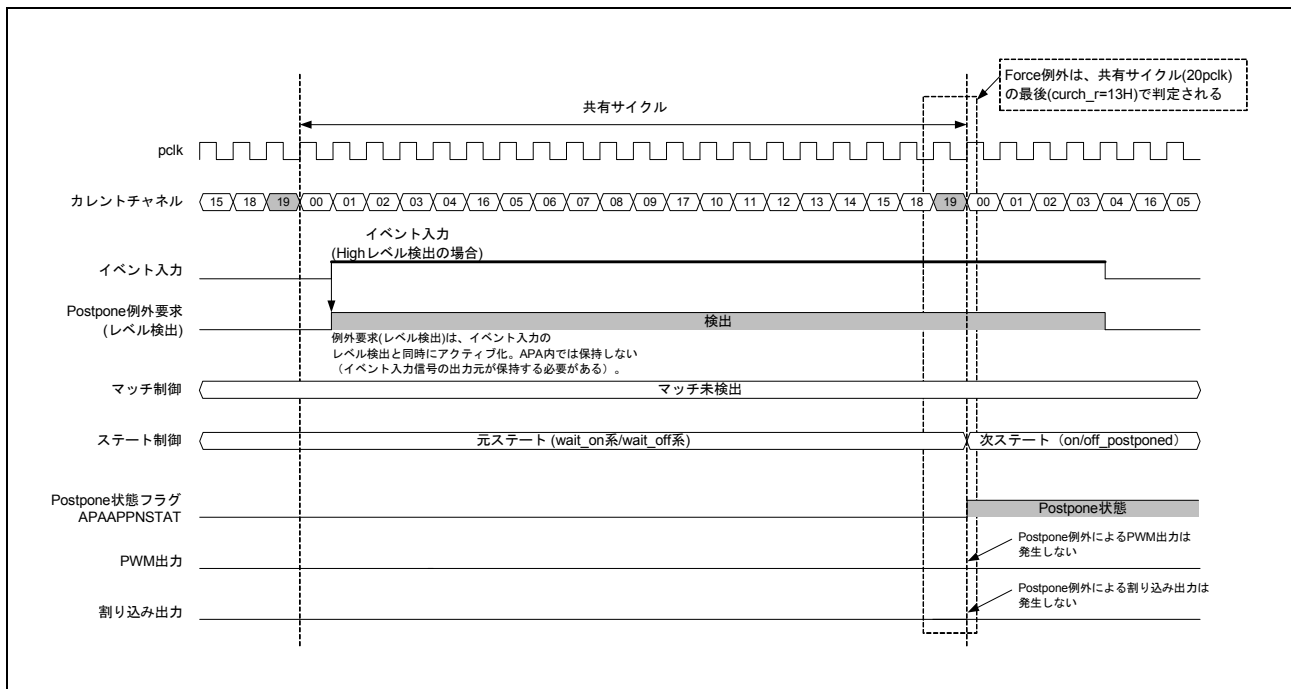 Force例外は、共有サイクル(20pclk)
の最後(curch_r=13H)で判定される
共有サイクル
pclk
カレントチャネル
15 18 19 00 01 02 03 04 16 05 06 07 08 09 17 10 11 12 13 14 15 18 19 00 01 02 03 04 16 05
イベント入力
(Highレベル検出の場合)
イベント入力
Postpone例外要求
(レベル検出)
検出
例外要求(レベル検出)は、イベント入力の
レベル検出と同時にアクティブ化。APA内では保持しない
（イベント入力信号の出力元が保持する必要がある）。
マッチ制御
マッチ未検出
ステート制御
元ステート (wait_on系/wait_off系)
次ステート（on/off_postponed）
Postpone状態フラグ
APAAPPNSTAT
Postpone状態
PWM出力
Postpone例外によるPWM出力は
発生しない
割り込み出力
Postpone例外による割り込み出力は
発生しない